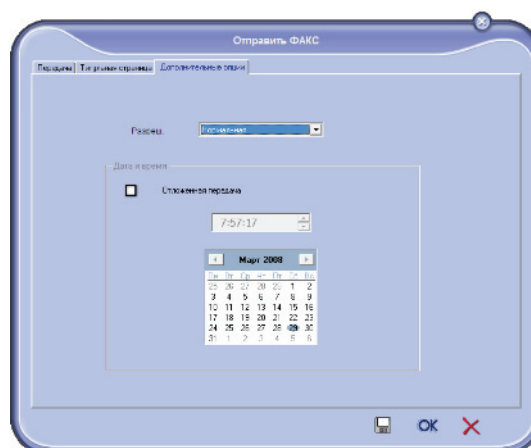 Отправить ФАКС
Передача Титульная страница Дополнительные опции
Разреш. Нормальная
Дата и время
Отложенная передача
7:57:17
Март 2008
Пн Вт Ср Чт Пт Сб Вс
25 26 27 28 29 1 2
3 4 5 6 7 8 9
10 11 12 13 14 15 16
17 18 19 20 21 22 23
24 25 26 27 28 29 30
31 1 2 3 4 5 6
OK